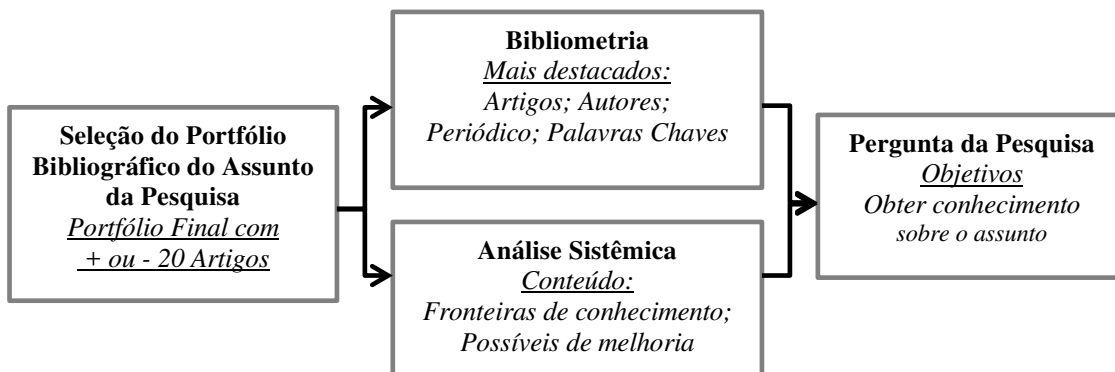 Seleção do Portfólio
Bibliográfico do Assunto
da Pesquisa
Portfólio Final com
+ ou - 20 Artigos
Bibliometria
Mais destacados:
Artigos; Autores;
Periódico; Palavras Chaves
Análise Sistêmica
Conteúdo:
Fronteiras de conhecimento;
Possíveis de melhoria
Pergunta da Pesquisa
Objetivos
Obter conhecimento
sobre o assunto